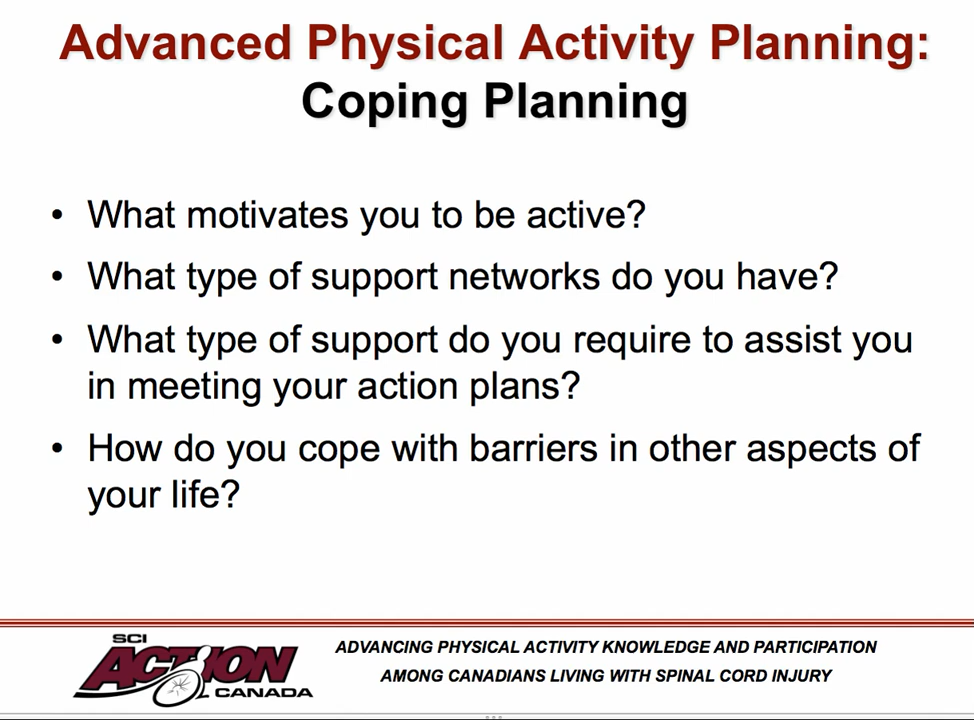 Advanced Physical Activity Planning:
Coping Planning
• What motivates you to be active?
• What type of support networks do you have?
• What type of support do you require to assist you
in meeting your action plans?
• How do you cope with barriers in other aspects of
your life?
SCI
ACTION
CANADA
ADVANCING PHYSICAL ACTIVITY KNOWLEDGE AND PARTICIPATION
AMONG CANADIANS LIVING WITH SPINAL CORD INJURY